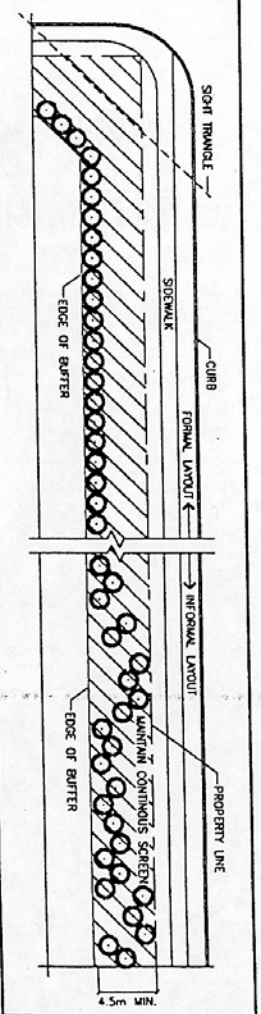 SIGHT TRIANGLE
CURB
SIDEWALK
FORMAL LAYOUT
INFORMAL LAYOUT
EDGE OF BUFFER
PROPERTY LINE
MAINTAIN CONTINOUS SCREEN
EDGE OF BUFFER
4.5m MIN.